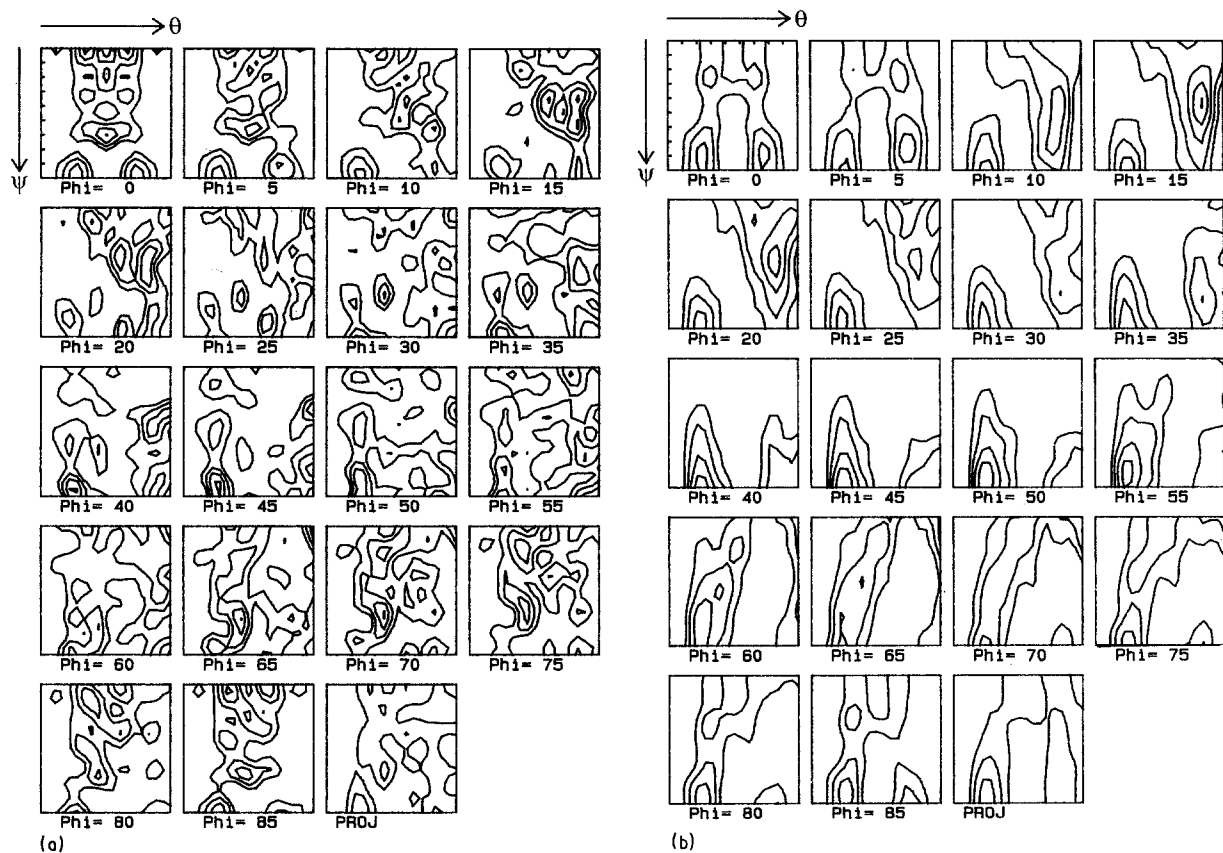 θ
ψ
Phi= 0
Phi= 5
Phi= 10
Phi= 15
Phi= 20
Phi= 25
Phi= 30
Phi= 35
Phi= 40
Phi= 45
Phi= 50
Phi= 55
Phi= 60
Phi= 65
Phi= 70
Phi= 75
Phi= 80
Phi= 85
PROJ
(a)
θ
ψ
Phi= 0
Phi= 5
Phi= 10
Phi= 15
Phi= 20
Phi= 25
Phi= 30
Phi= 35
Phi= 40
Phi= 45
Phi= 50
Phi= 55
Phi= 60
Phi= 65
Phi= 70
Phi= 75
Phi= 80
Phi= 85
PROJ
(b)